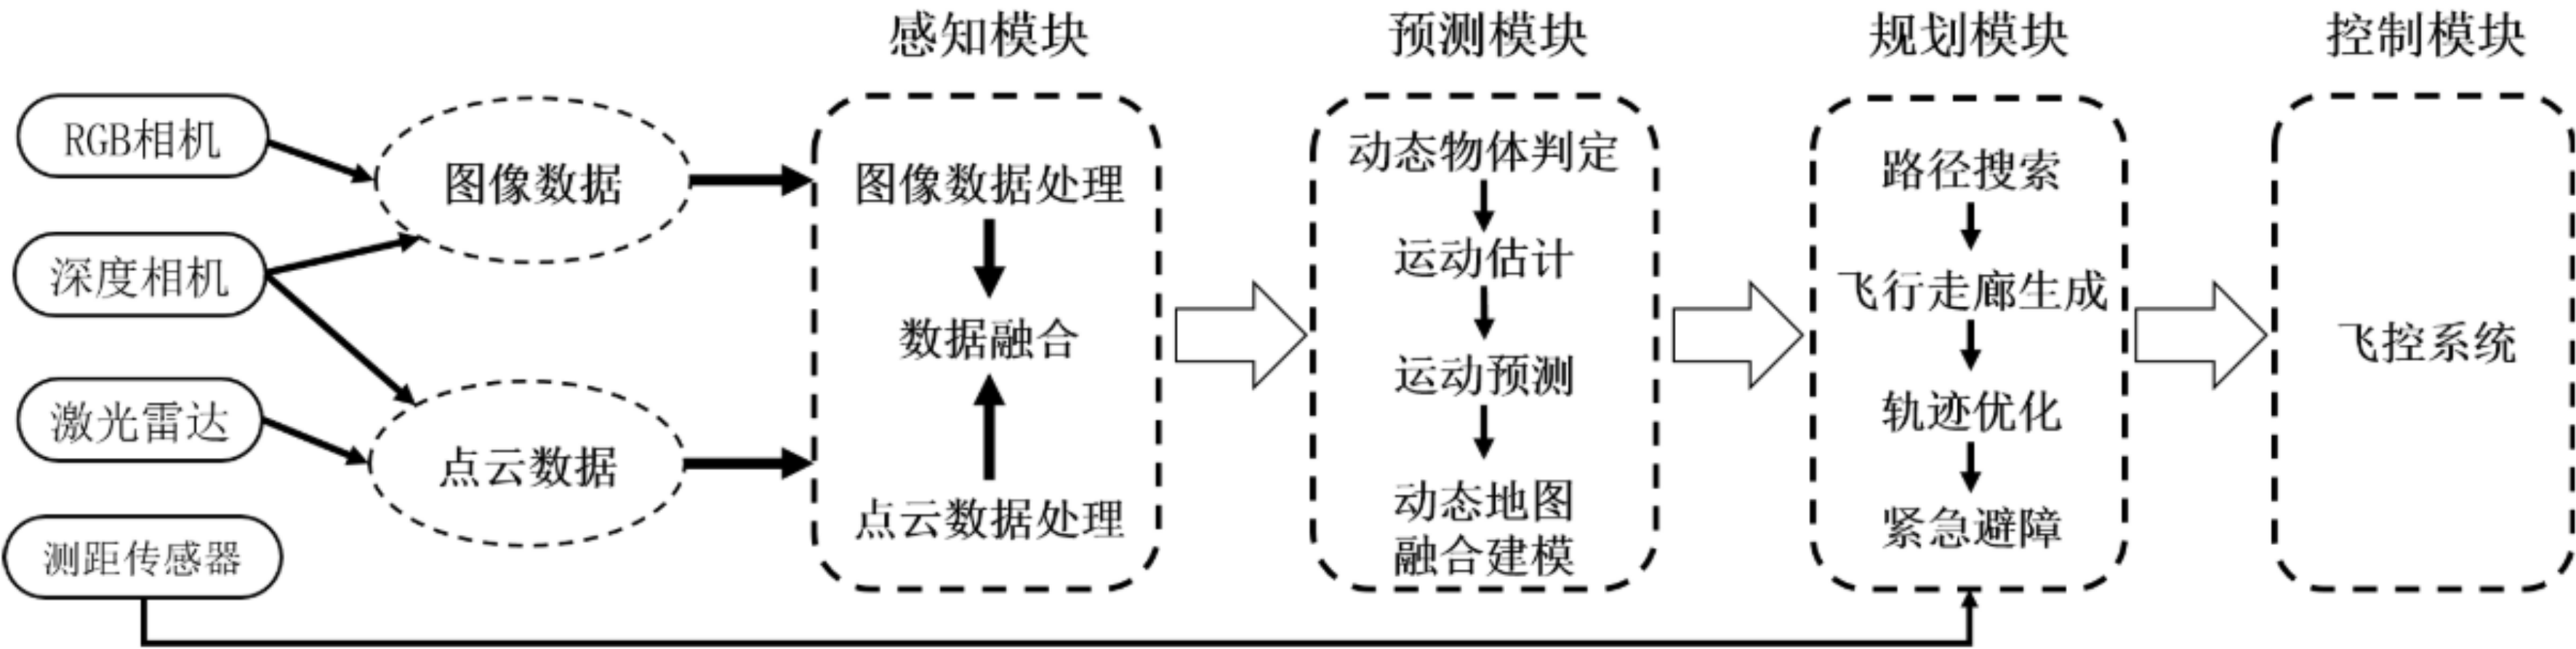 感知模块
预测模块
规划模块
控制模块
RGB相机
深度相机
激光雷达
测距传感器
图像数据
点云数据
图像数据处理
数据融合
点云数据处理
动态物体判定
运动估计
运动预测
动态地图
融合建模
路径搜索
飞行走廊生成
轨迹优化
紧急避障
飞控系统